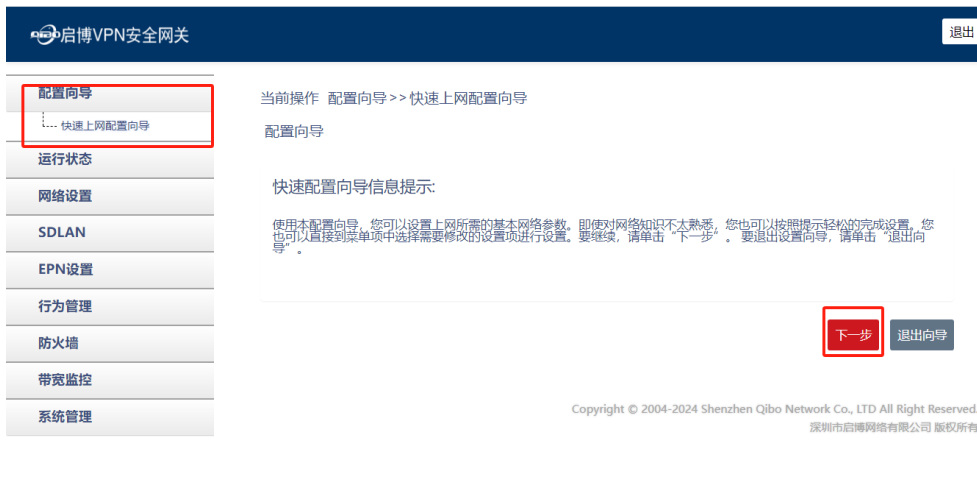 QIBO 启博VPN安全网关
退出
配置向导
快速上网配置向导
运行状态
网络设置
SDLAN
EPN设置
行为管理
防火墙
带宽监控
系统管理
当前操作 配置向导>>快速上网配置向导
配置向导
快速配置向导信息提示:
使用本配置向导，您可以设置上网所需的基本网络参数。即使对网络知识不太熟悉，您也可以按照提示轻松的完成设置。您
也可以直接到菜单项中选择需要修改的设置项进行设置。要继续，请单击“下一步”。 要退出设置向导，请单击“退出向
导”。
下一步
退出向导
Copyright © 2004-2024 Shenzhen Qibo Network Co., LTD All Right Reserved.
深圳市启博网络有限公司 版权所有